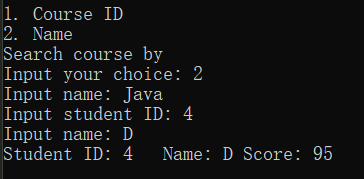 1. Course ID
2. Name
Search course by
Input your choice: 2
Input name: Java
Input student ID: 4
Input name: D
Student ID: 4   Name: D Score: 95